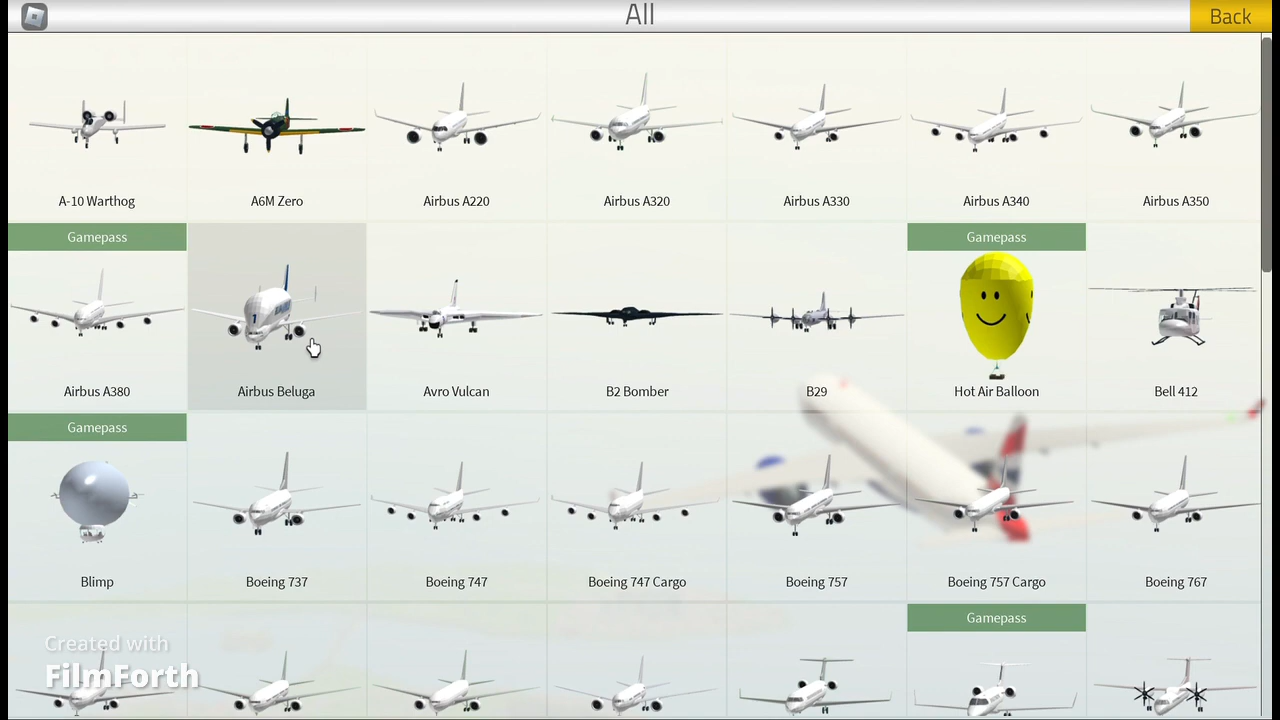 All
Back
A-10 Warthog
A6M Zero
Airbus A220
Airbus A320
Airbus A330
Airbus A340
Airbus A350
Gamepass
Gamepass
Airbus A380
Airbus Beluga
Avro Vulcan
B2 Bomber
B29
Hot Air Balloon
Bell 412
Gamepass
Blimp
Boeing 737
Boeing 747
Boeing 747 Cargo
Boeing 757
Boeing 757 Cargo
Boeing 767
Gamepass
Created with
FilmForth